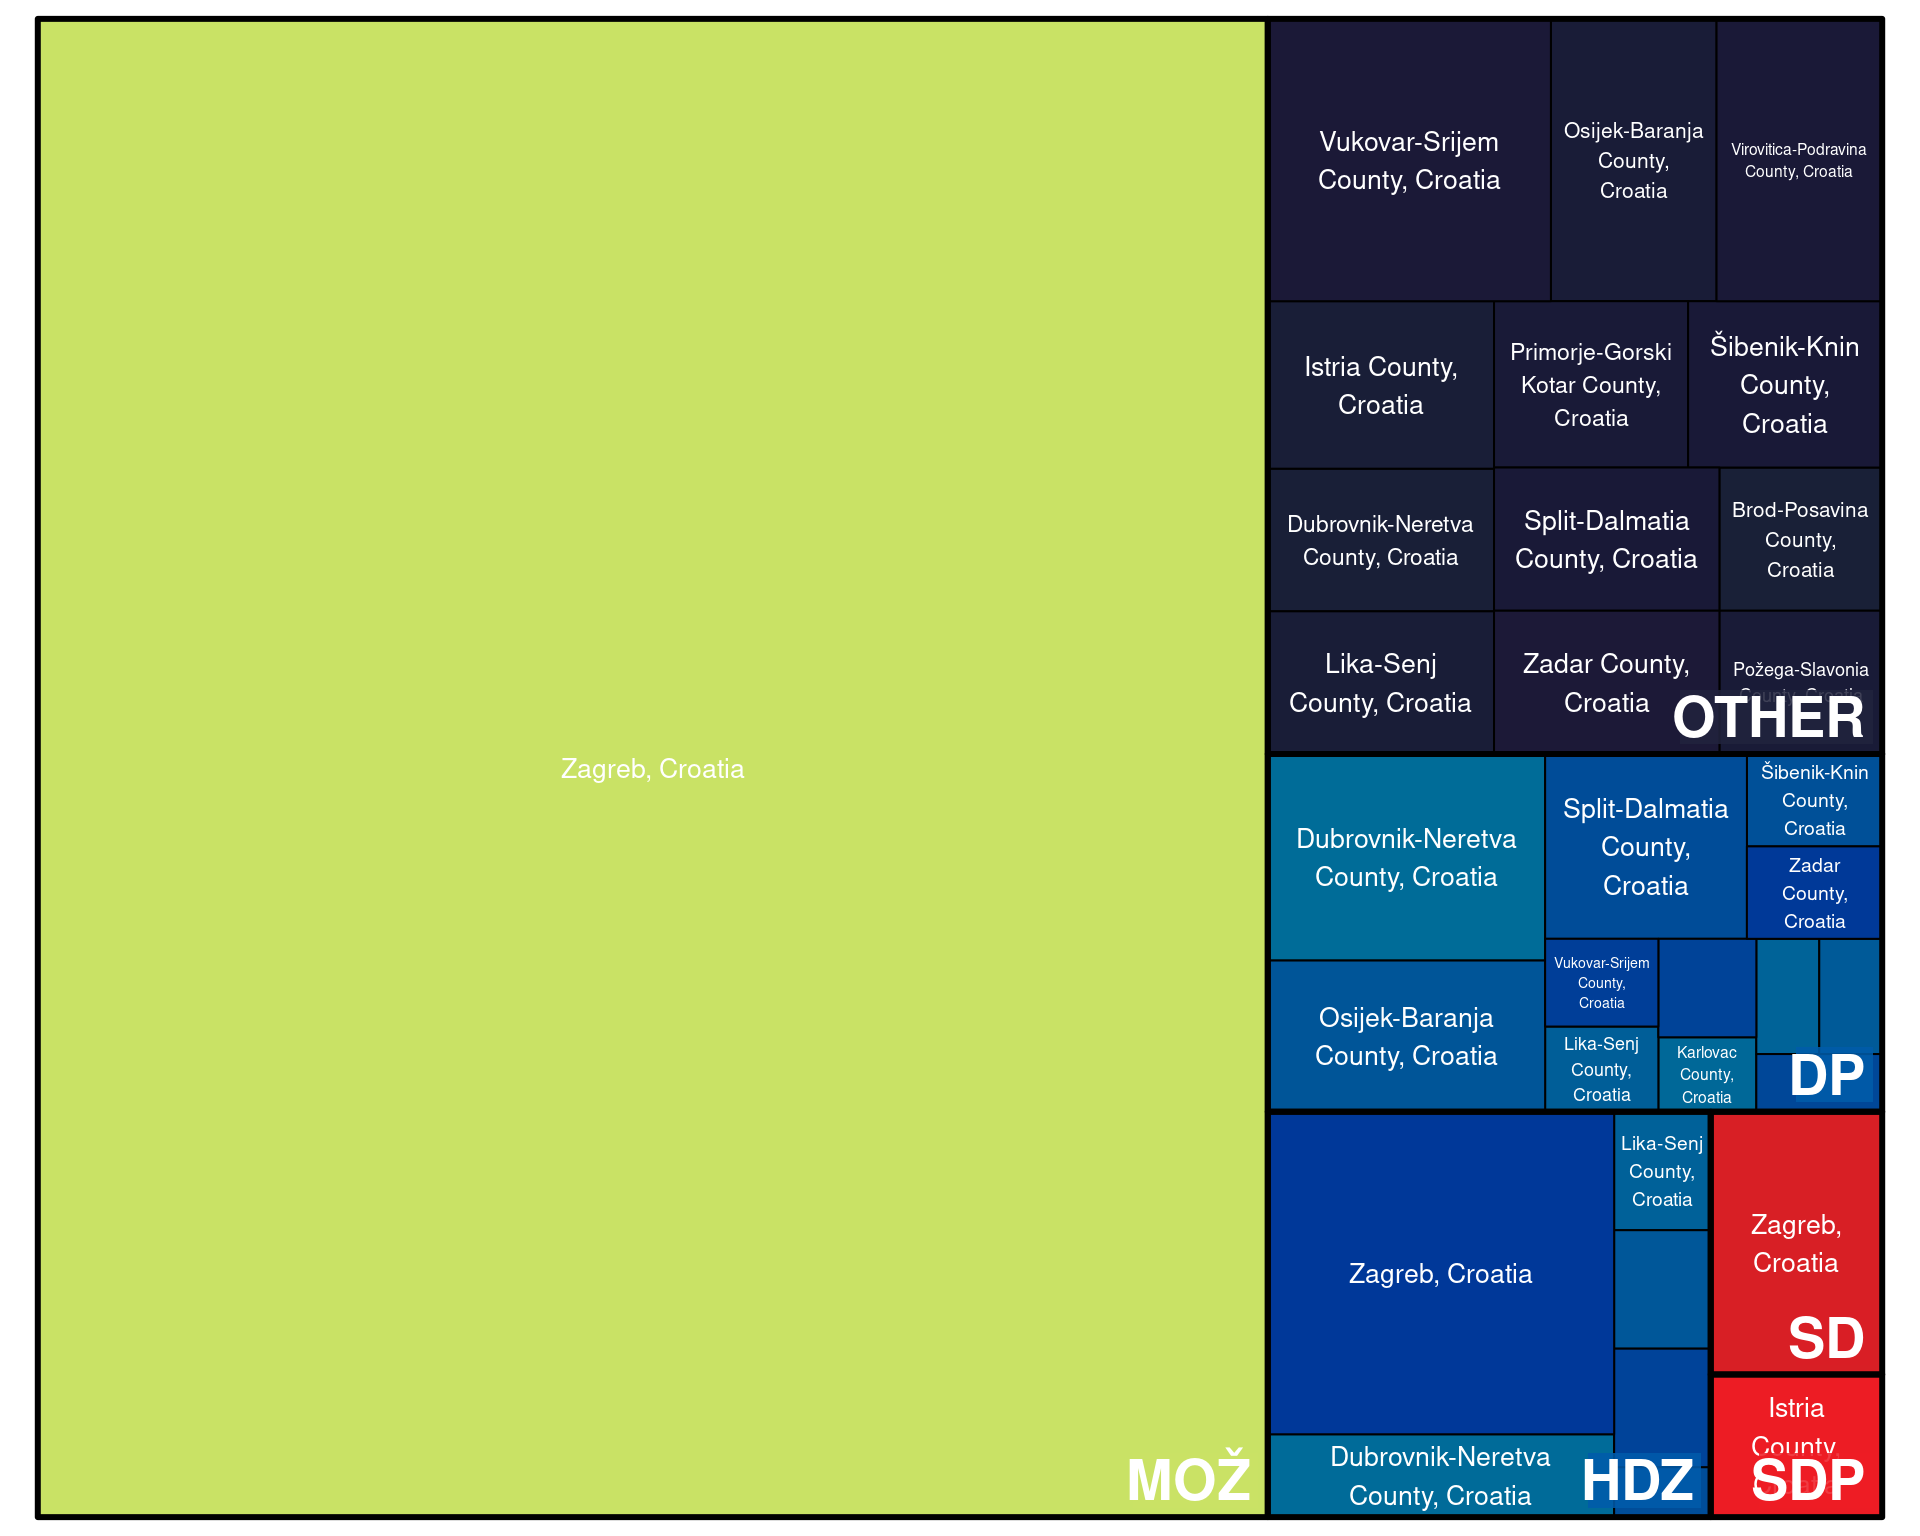 Zagreb, Croatia
MOŽ
Vukovar-Srijem
County, Croatia
Osijek-Baranja
County,
Croatia
Virovitica-Podravina
County, Croatia
Istria County,
Croatia
Primorje-Gorski
Kotar County,
Croatia
Šibenik-Knin
County,
Croatia
Dubrovnik-Neretva
County, Croatia
Split-Dalmatia
County, Croatia
Brod-Posavina
County,
Croatia
Lika-Senj
County, Croatia
Zadar County,
Croatia
Požega-Slavonia
County, Croatia
OTHER
Dubrovnik-Neretva
County, Croatia
Split-Dalmatia
County,
Croatia
Šibenik-Knin
County,
Croatia
Zadar
County,
Croatia
Osijek-Baranja
County, Croatia
Vukovar-Srijem
County,
Croatia
Lika-Senj
County,
Croatia
Karlovac
County,
Croatia
DP
Zagreb, Croatia
Lika-Senj
County,
Croatia
Dubrovnik-Neretva
County, Croatia
HDZ
Zagreb,
Croatia
SD
Istria
County,
SDP